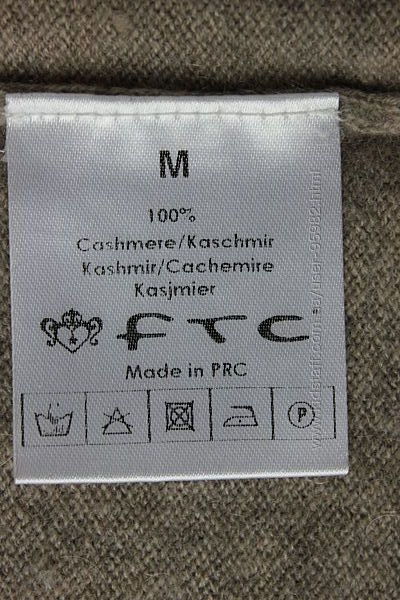 M
100%
Cashmere/Kaschmir
Kashmir/Cachemire
Kasjmier
ftc
Made in PRC
P